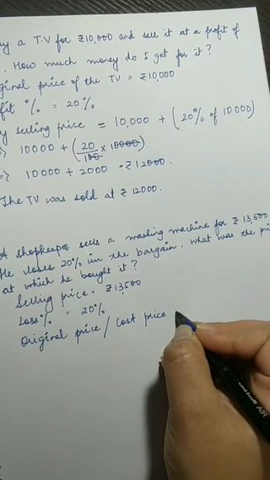 y a T.V for ₹10,000 and sell it at a profit of
. How much money do I get for it?
ginal price of the TV = ₹10,000
fit % = 20%
y selling price = 10,000 + (20% of 10000)
⇒ 10000 + (20/100 × 10000)
⇒ 10000 + 2000 = ₹12000.
The TV was sold at ₹ 12000.
A shopkeeper sells a washing machine for ₹ 13,500
He loses 20% in the bargain. What was the pri
at which he bought it?
Selling price = ₹13,500
Loss% = 20%
Original price / Cost price